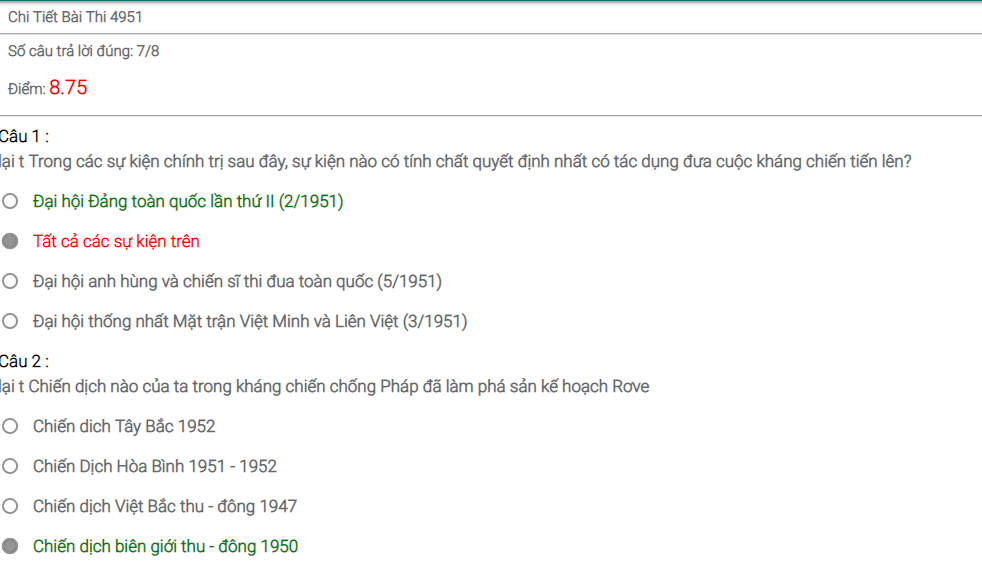 Chi Tiết Bài Thi 4951
Số câu trả lời đúng: 7/8
Điểm: 8.75
Câu 1 :
lại t Trong các sự kiện chính trị sau đây, sự kiện nào có tính chất quyết định nhất có tác dụng đưa cuộc kháng chiến tiến lên?
Đại hội Đảng toàn quốc lần thứ II (2/1951)
Tất cả các sự kiện trên
Đại hội anh hùng và chiến sĩ thi đua toàn quốc (5/1951)
Đại hội thống nhất Mặt trận Việt Minh và Liên Việt (3/1951)
Câu 2 :
lại t Chiến dịch nào của ta trong kháng chiến chống Pháp đã làm phá sản kế hoạch Rơve
Chiến dich Tây Bắc 1952
Chiến Dịch Hòa Bình 1951 - 1952
Chiến dịch Việt Bắc thu - đông 1947
Chiến dịch biên giới thu - đông 1950